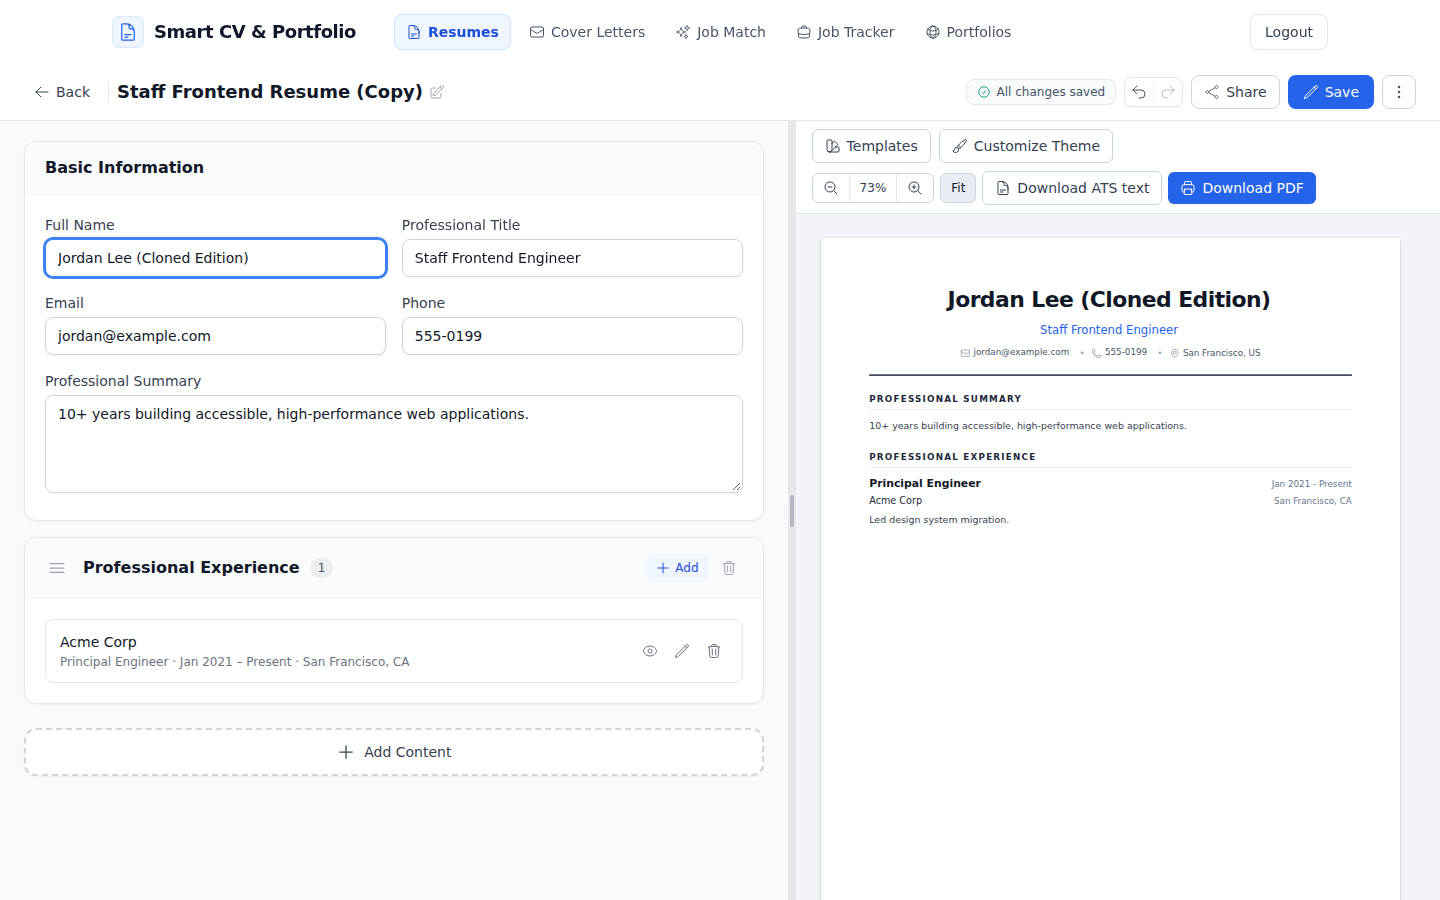 Smart CV & Portfolio
Resumes
Cover Letters
Job Match
Job Tracker
Portfolios
Logout
Back
Staff Frontend Resume (Copy)
All changes saved
Share
Save
Basic Information
Full Name
Professional Title
Jordan Lee (Cloned Edition)
Staff Frontend Engineer
Email
Phone
jordan@example.com
555-0199
Professional Summary
10+ years building accessible, high-performance web applications.
Professional Experience 1
Add
Acme Corp
Principal Engineer · Jan 2021 – Present · San Francisco, CA
Add Content
Templates
Customize Theme
73%
Fit
Download ATS text
Download PDF
Jordan Lee (Cloned Edition)
Staff Frontend Engineer
jordan@example.com • 555-0199 • San Francisco, US
PROFESSIONAL SUMMARY
10+ years building accessible, high-performance web applications.
PROFESSIONAL EXPERIENCE
Principal Engineer Jan 2021 - Present
Acme Corp San Francisco, CA
Led design system migration.